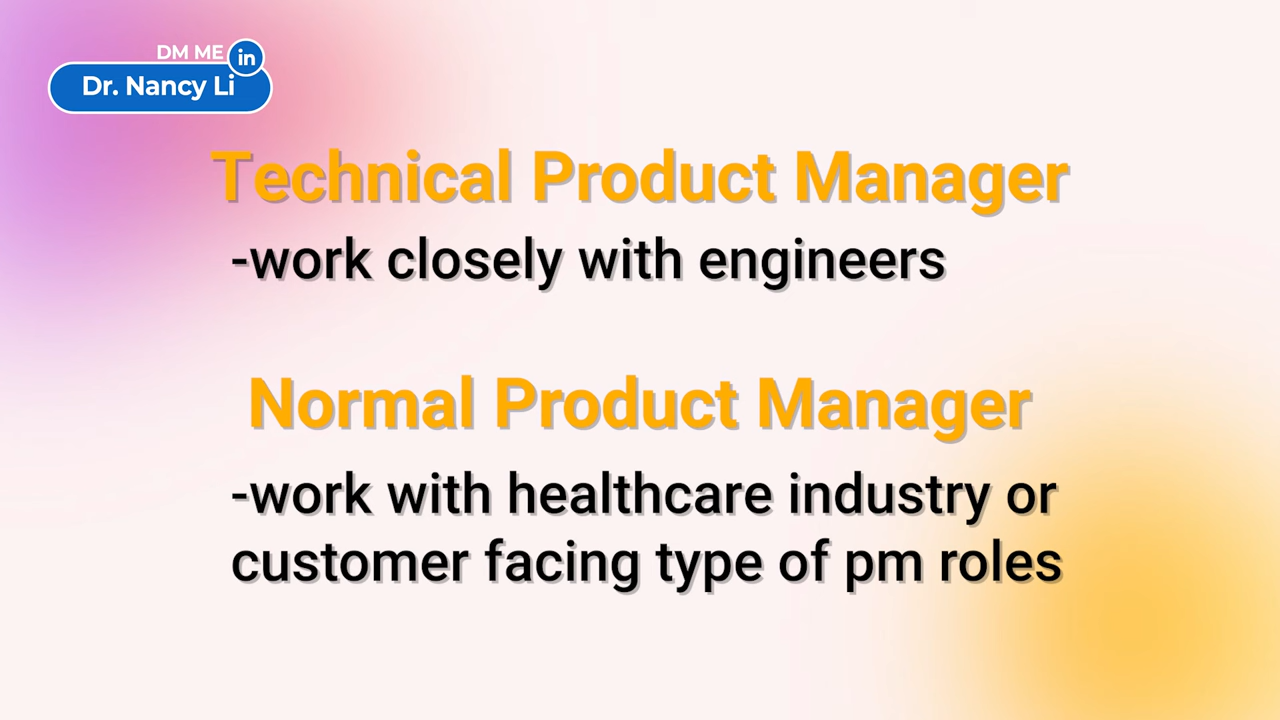 DM ME in
Dr. Nancy Li
Technical Product Manager
-work closely with engineers
Normal Product Manager
-work with healthcare industry or
customer facing type of pm roles